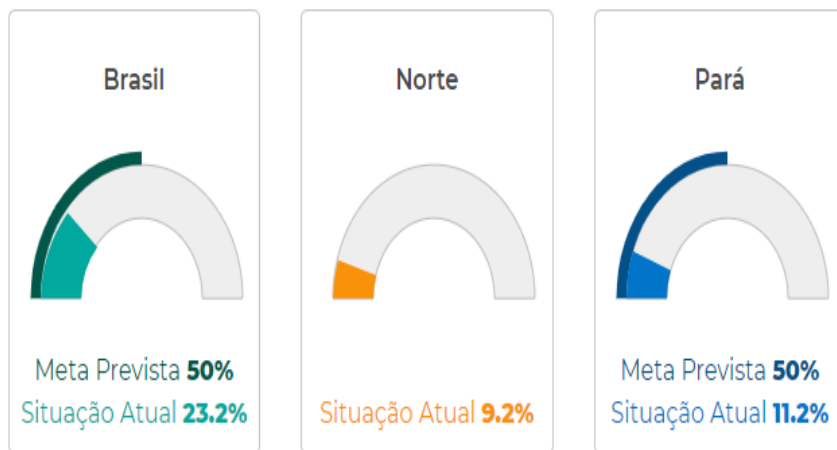 Brasil
Meta Prevista 50%
Situação Atual 23.2%
Norte
Situação Atual 9.2%
Pará
Meta Prevista 50%
Situação Atual 11.2%